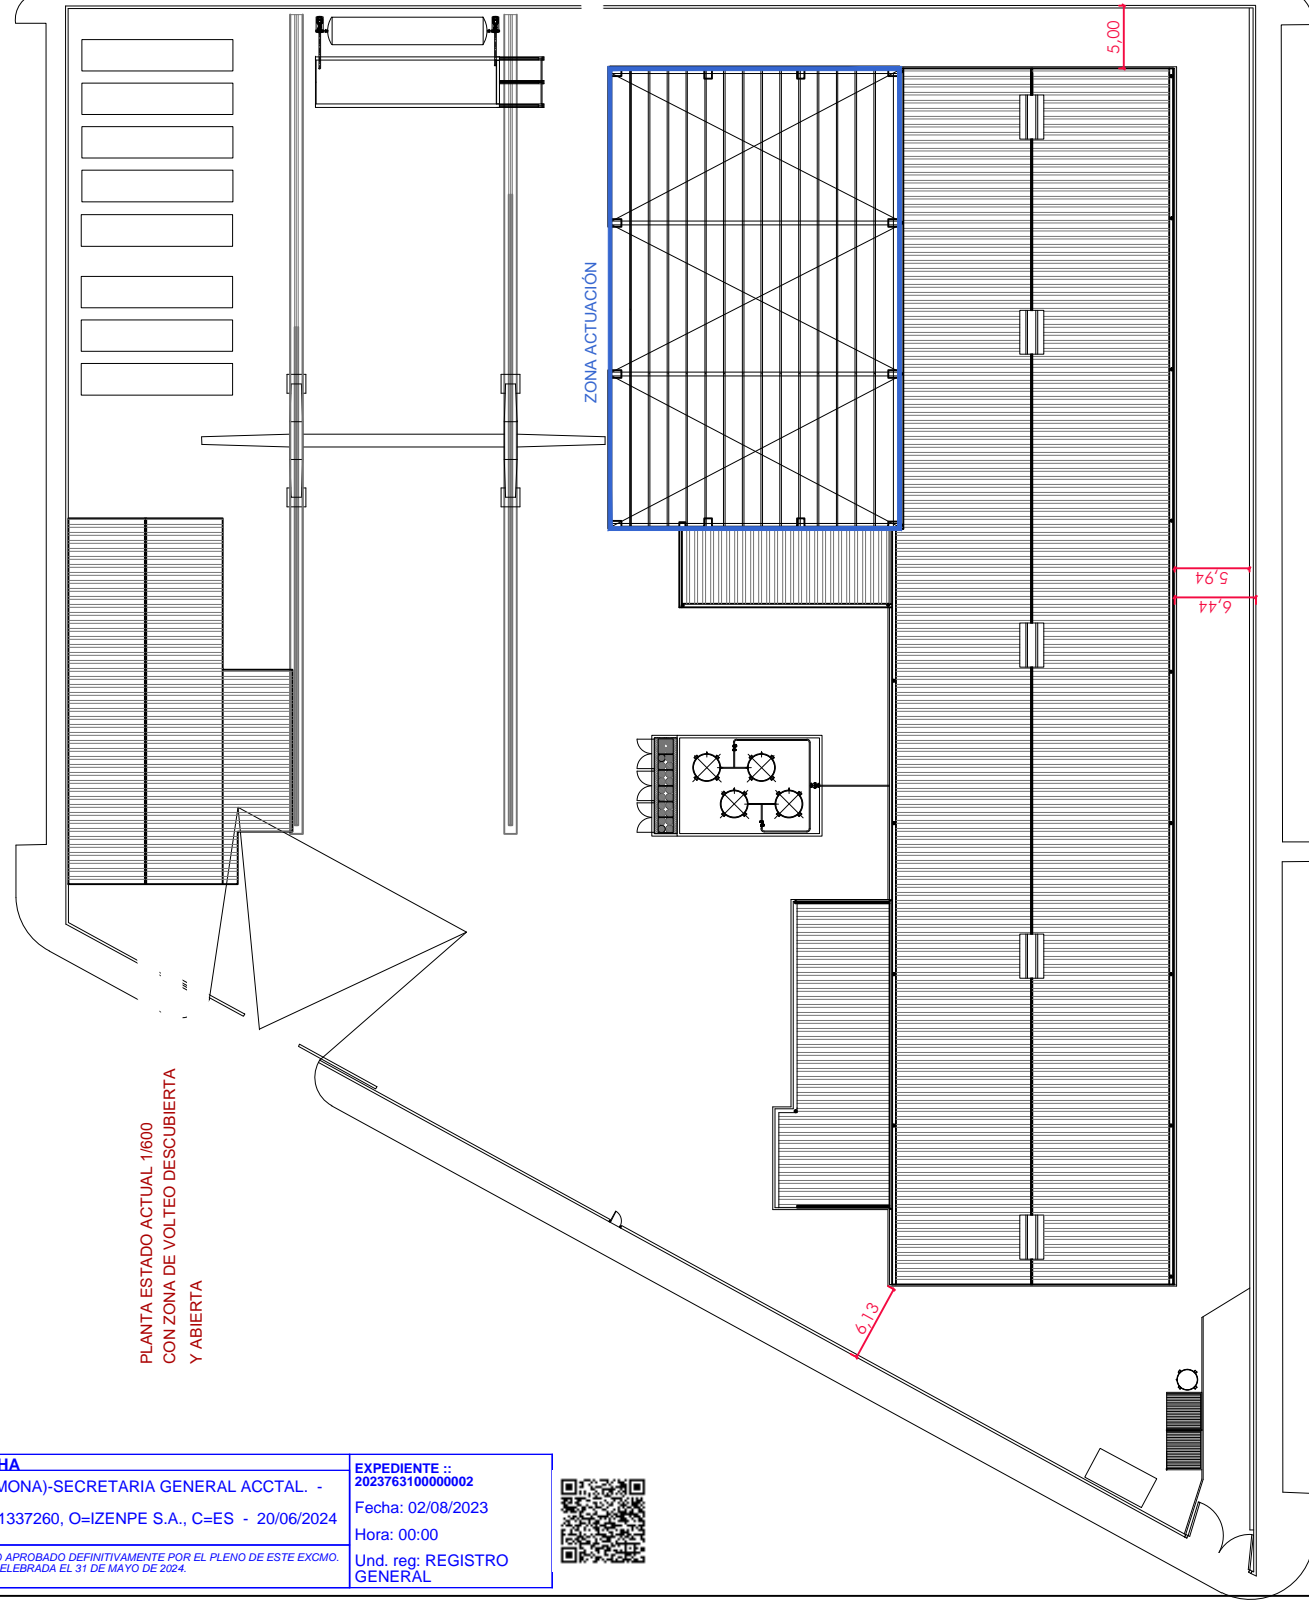 5,00
ZONA ACTUACIÓN
5,94
6,44
6,13
PLANTA ESTADO ACTUAL 1/600
CON ZONA DE VOLTEO DESCUBIERTA
Y ABIERTA
HA
MONA)-SECRETARIA GENERAL ACCTAL. -
1337260, O=IZENPE S.A., C=ES - 20/06/2024
O APROBADO DEFINITIVAMENTE POR EL PLENO DE ESTE EXCMO.
ELEBRADA EL 31 DE MAYO DE 2024.
EXPEDIENTE ::
2023763100000002
Fecha: 02/08/2023
Hora: 00:00
Und. reg: REGISTRO
GENERAL